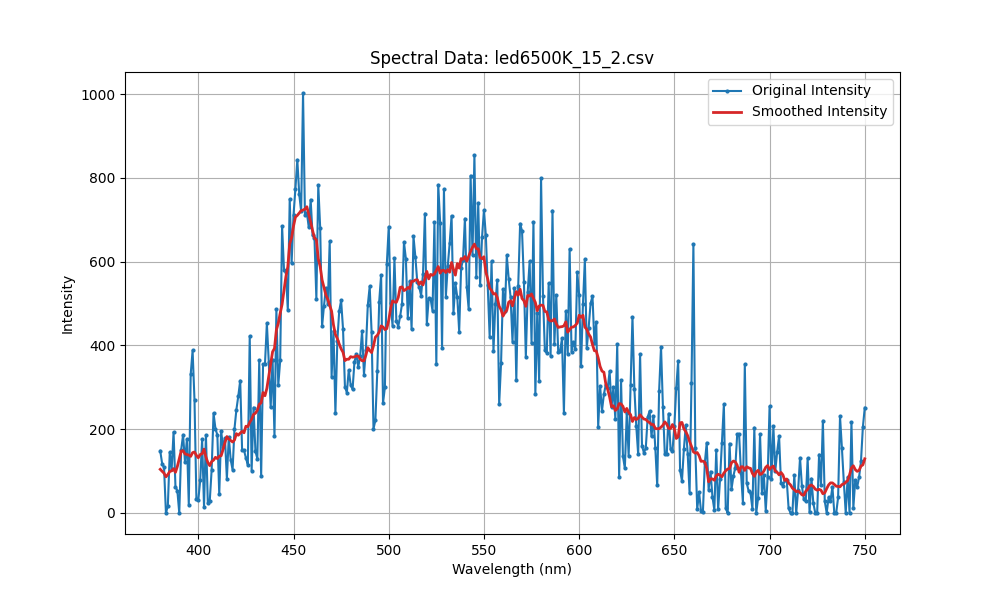 Spectral Data: led6500K_15_2.csv
Original Intensity
Smoothed Intensity
1000
800
600
400
200
0
Intensity
400 450 500 550 600 650 700 750
Wavelength (nm)